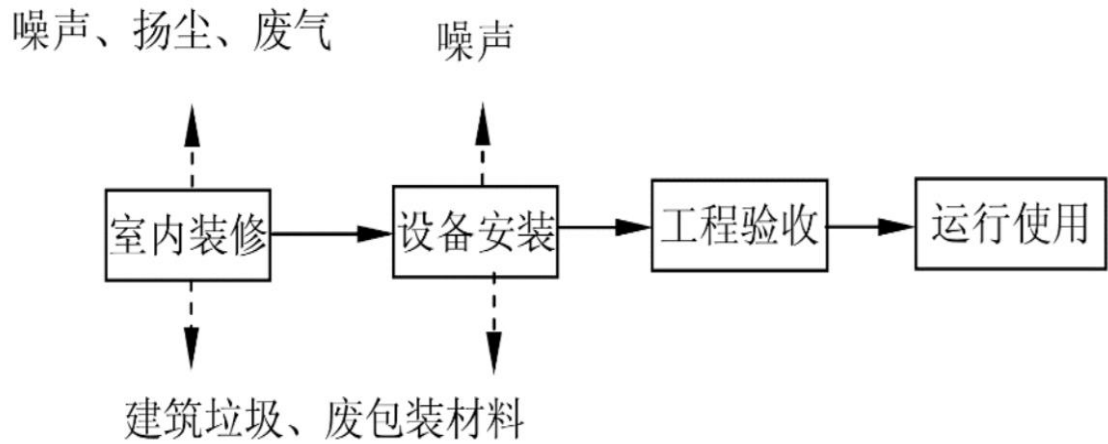 噪声、扬尘、废气
噪声
室内装修
设备安装
工程验收
运行使用
建筑垃圾、废包装材料